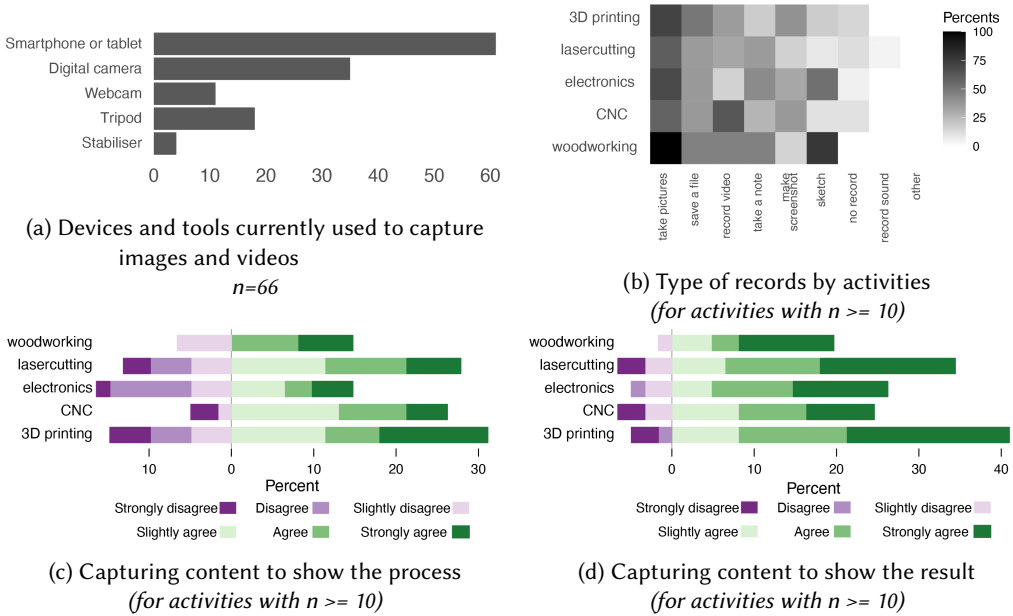 Smartphone or tablet
Digital camera
Webcam
Tripod
Stabiliser
0 10 20 30 40 50 60
(a) Devices and tools currently used to capture
images and videos
n=66
3D printing
lasercutting
electronics
CNC
woodworking
take pictures
save a file
record video
take a note
make
screenshot
sketch
no record
record sound
other
Percents
100
75
50
25
0
(b) Type of records by activities
(for activities with n >= 10)
woodworking
lasercutting
electronics
CNC
3D printing
10 0 10 20 30
Percent
Strongly disagree Disagree Slightly disagree
Slightly agree Agree Strongly agree
(c) Capturing content to show the process
(for activities with n >= 10)
woodworking
lasercutting
electronics
CNC
3D printing
0 10 20 30 40
Percent
Strongly disagree Disagree Slightly disagree
Slightly agree Agree Strongly agree
(d) Capturing content to show the result
(for activities with n >= 10)